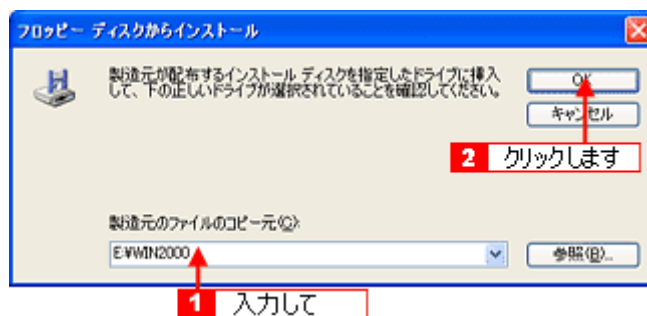 フロッピー ディスクからインストール
製造元が配布するインストール ディスクを指定したドライブに挿入
して、下の正しいドライブが選択されていることを確認してください。
OK
キャンセル
2 クリックします
製造元のファイルのコピー元(C):
E:¥WIN2000
参照(B)...
1 入力して